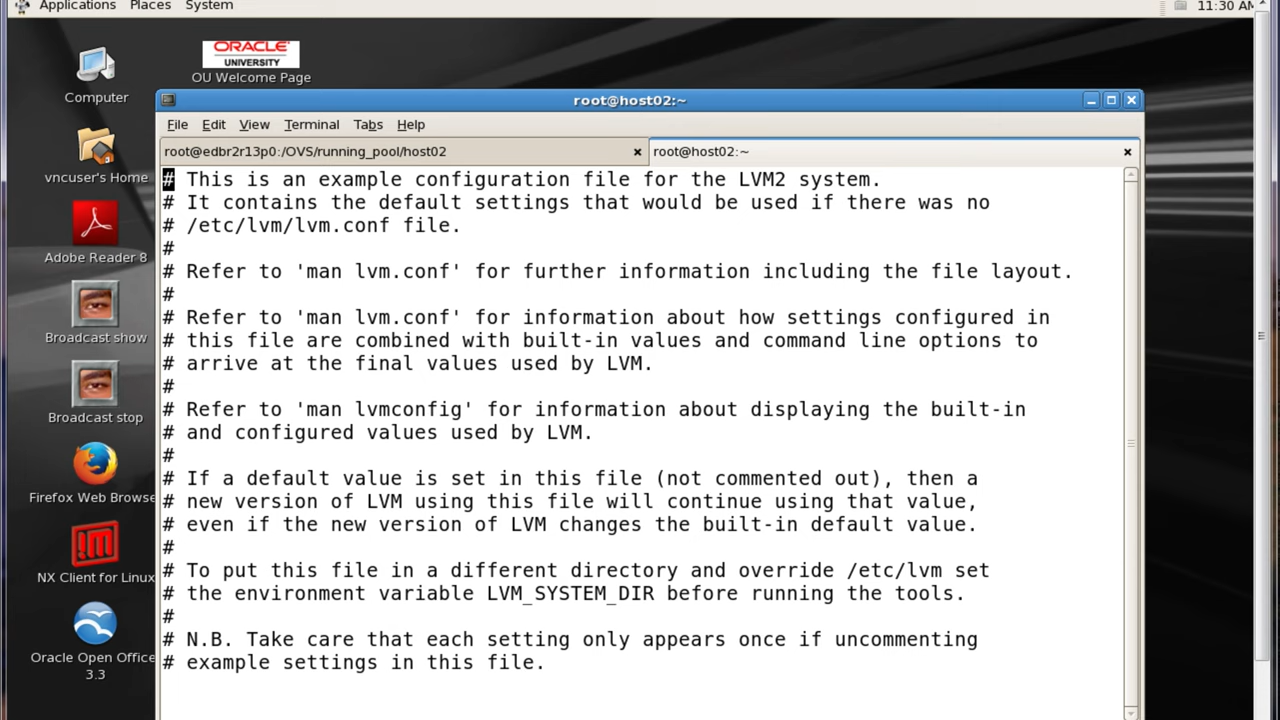 Applications Places System 11:30 AM
ORACLE
UNIVERSITY
OU Welcome Page
Computer
vncuser's Home
Adobe Reader 8
Broadcast show
Broadcast stop
Firefox Web Browse
NX Client for Linux
Oracle Open Office
3.3
root@host02:~
File Edit View Terminal Tabs Help
root@edbr2r13p0:/OVS/running_pool/host02
root@host02:~
# This is an example configuration file for the LVM2 system.
# It contains the default settings that would be used if there was no
# /etc/lvm/lvm.conf file.
#
# Refer to 'man lvm.conf' for further information including the file layout.
#
# Refer to 'man lvm.conf' for information about how settings configured in
# this file are combined with built-in values and command line options to
# arrive at the final values used by LVM.
#
# Refer to 'man lvmconfig' for information about displaying the built-in
# and configured values used by LVM.
#
# If a default value is set in this file (not commented out), then a
# new version of LVM using this file will continue using that value,
# even if the new version of LVM changes the built-in default value.
#
# To put this file in a different directory and override /etc/lvm set
# the environment variable LVM_SYSTEM_DIR before running the tools.
#
# N.B. Take care that each setting only appears once if uncommenting
# example settings in this file.